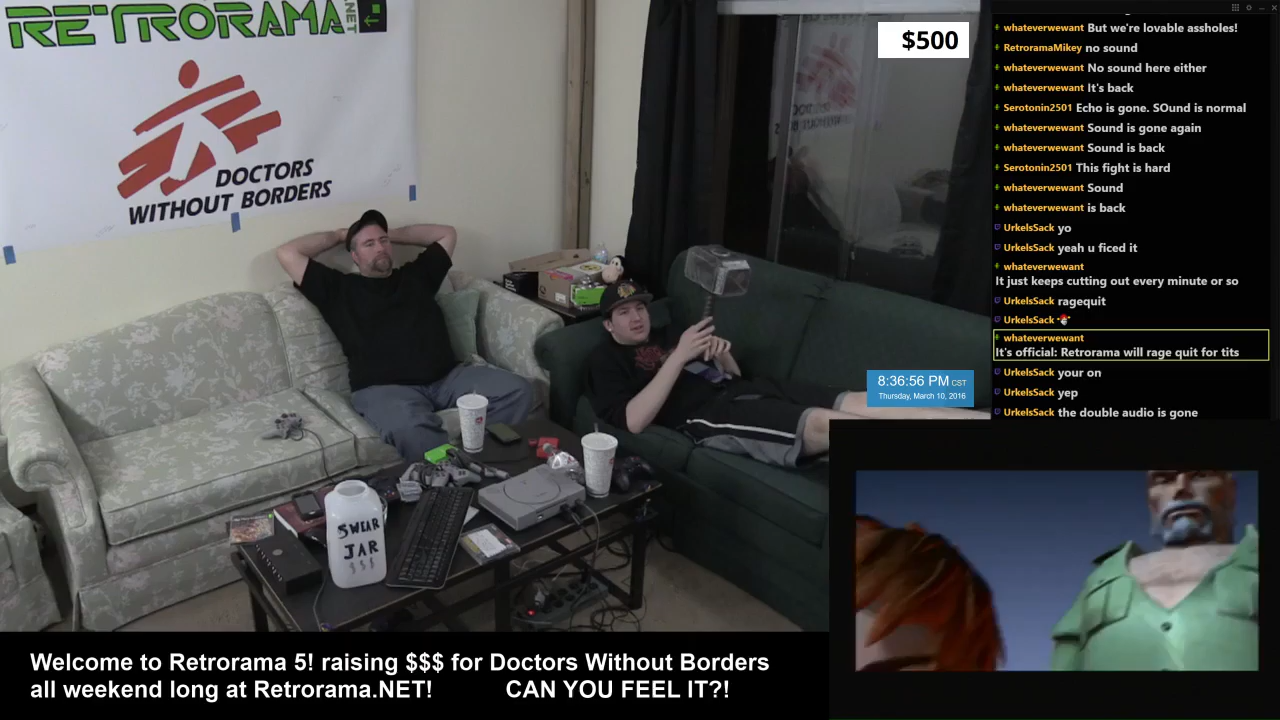 RETRORAMA.NET
DOCTORS
WITHOUT BORDERS
$500
whateverwewant But we're lovable assholes!
RetroramaMikey no sound
whateverwewant No sound here either
whateverwewant It's back
Serotonin2501 Echo is gone. SOund is normal
whateverwewant Sound is gone again
whateverwewant Sound is back
Serotonin2501 This fight is hard
whateverwewant Sound
whateverwewant is back
UrkelsSack yo
UrkelsSack yeah u ficed it
whateverwewant
It just keeps cutting out every minute or so
UrkelsSack ragequit
UrkelsSack
whateverwewant
It's official: Retrorama will rage quit for tits
UrkelsSack your on
UrkelsSack yep
UrkelsSack the double audio is gone
8:36:56 PM CST
Thursday, March 10, 2016
SWEAR
JAR
$$$
Welcome to Retrorama 5! raising $$$ for Doctors Without Borders
all weekend long at Retrorama.NET! CAN YOU FEEL IT?!